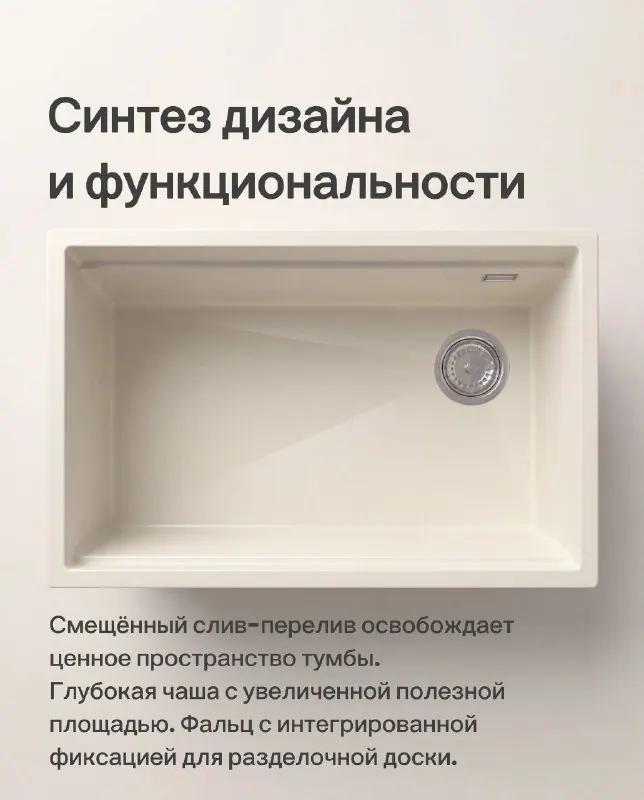 Синтез дизайна
и функциональности
Смещённый слив-перелив освобождает
ценное пространство тумбы.
Глубокая чаша с увеличенной полезной
площадью. Фальц с интегрированной
фиксацией для разделочной доски.